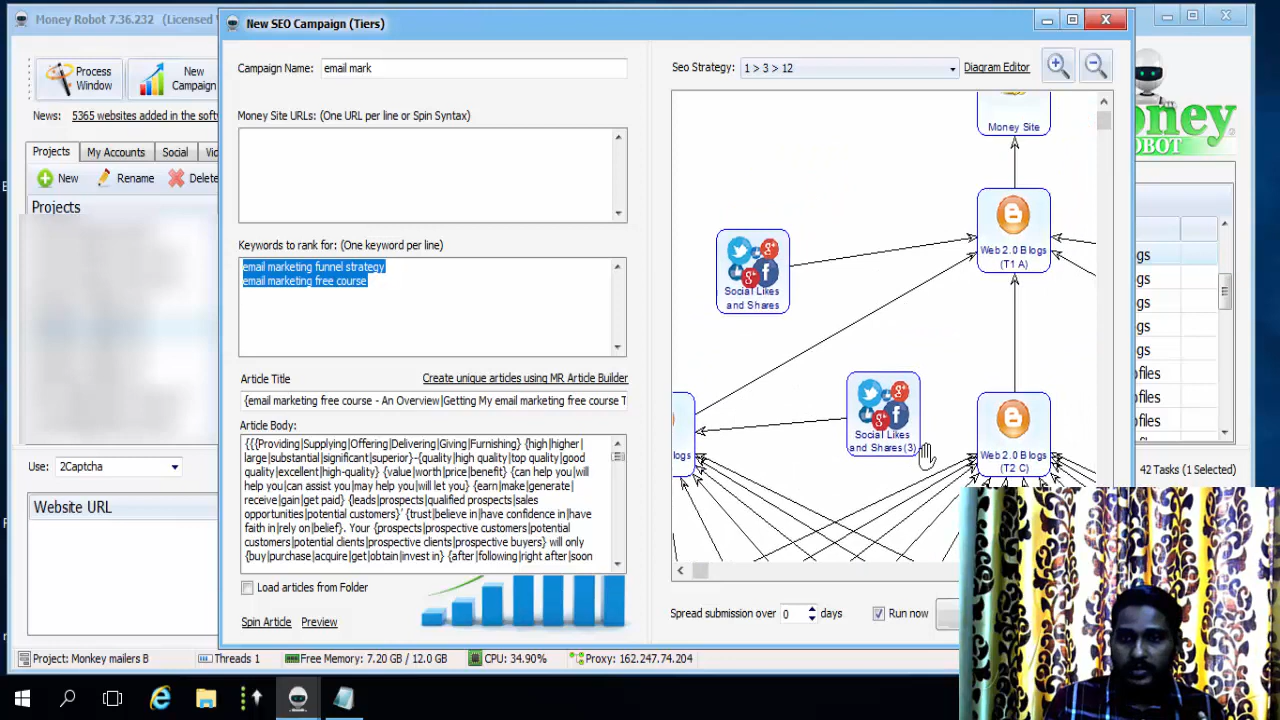 Money Robot 7.36.232 (Licensed
New SEO Campaign (Tiers)
Process
Window
New
Campaign
News:
5365 websites added in the soft
Projects
My Accounts
Social
New
Rename
Delete
Projects
Use:
2Captcha
Website URL
Campaign Name:
email mark
Money Site URLs: (One URL per line or Spin Syntax)
Keywords to rank for: (One keyword per line)
email marketing funnel strategy
email marketing free course
Article Title
Create unique articles using MR Article Builder
{email marketing free course - An Overview|Getting My email marketing free course T
Article Body:
{{{Providing|Supplying|Offering|Delivering|Giving|Furnishing} {high|higher|
large|substantial|significant|superior}-{quality|high quality|top quality|good
quality|excellent|high-quality} {value|worth|price|benefit} {can help you|will
help you|can assist you|may help you|will let you} {earn|make|generate|
receive|gain|get paid} {leads|prospects|qualified prospects|sales
opportunities|potential customers}' {trust|believe in|have confidence in|have
faith in|rely on|belief}. Your {prospects|prospective customers|potential
customers|potential clients|prospective clients|prospective buyers} will only
{buy|purchase|acquire|get|obtain|invest in} {after|following|right after|soon
Load articles from Folder
Spin Article
Preview
Seo Strategy:
1 > 3 > 12
Diagram Editor
Money Site
Web 2.0 Blogs
(T1 A)
Social Likes
and Shares
Social Likes
and Shares (3)
logs
Web 2.0 Blogs
(T2 C)
Spread submission over
0
days
Run now
oney
ROBOT
gs
gs
gs
gs
gs
ofiles
ofiles
ofiles
42 Tasks (1 Selected)
Project: Monkey mailers B
Threads 1
Free Memory: 7.20 GB / 12.0 GB
CPU: 34.90%
Proxy: 162.247.74.204